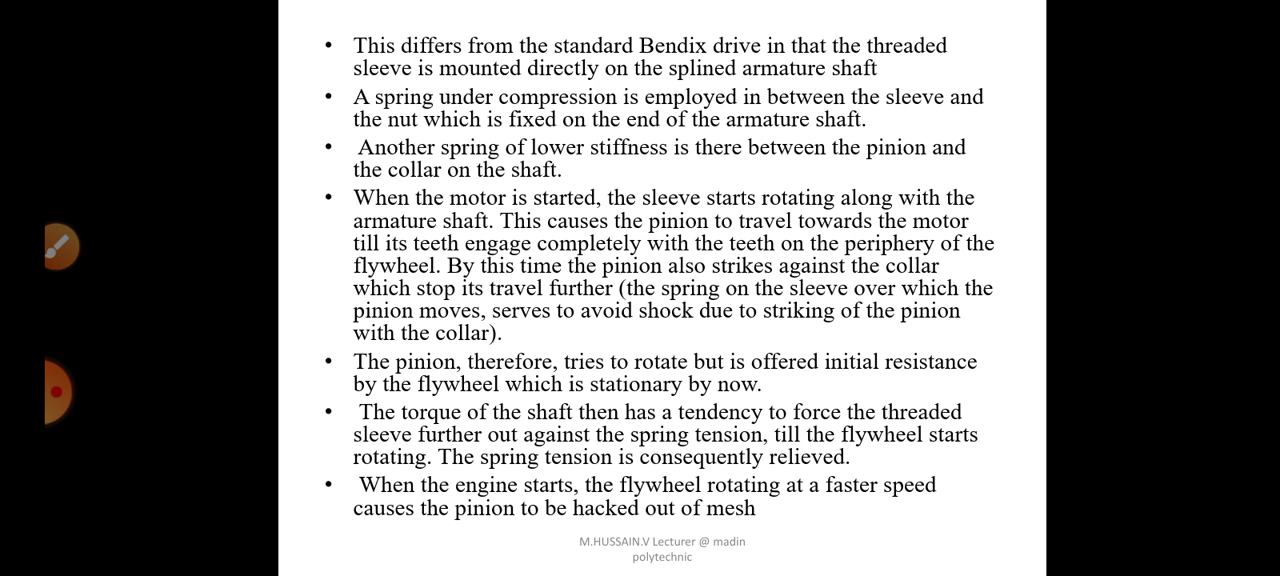 • This differs from the standard Bendix drive in that the threaded
sleeve is mounted directly on the splined armature shaft
• A spring under compression is employed in between the sleeve and
the nut which is fixed on the end of the armature shaft.
• Another spring of lower stiffness is there between the pinion and
the collar on the shaft.
• When the motor is started, the sleeve starts rotating along with the
armature shaft. This causes the pinion to travel towards the motor
till its teeth engage completely with the teeth on the periphery of the
flywheel. By this time the pinion also strikes against the collar
which stop its travel further (the spring on the sleeve over which the
pinion moves, serves to avoid shock due to striking of the pinion
with the collar).
• The pinion, therefore, tries to rotate but is offered initial resistance
by the flywheel which is stationary by now.
• The torque of the shaft then has a tendency to force the threaded
sleeve further out against the spring tension, till the flywheel starts
rotating. The spring tension is consequently relieved.
• When the engine starts, the flywheel rotating at a faster speed
causes the pinion to be hacked out of mesh
M.HUSSAIN.V Lecturer @ madin
polytechnic